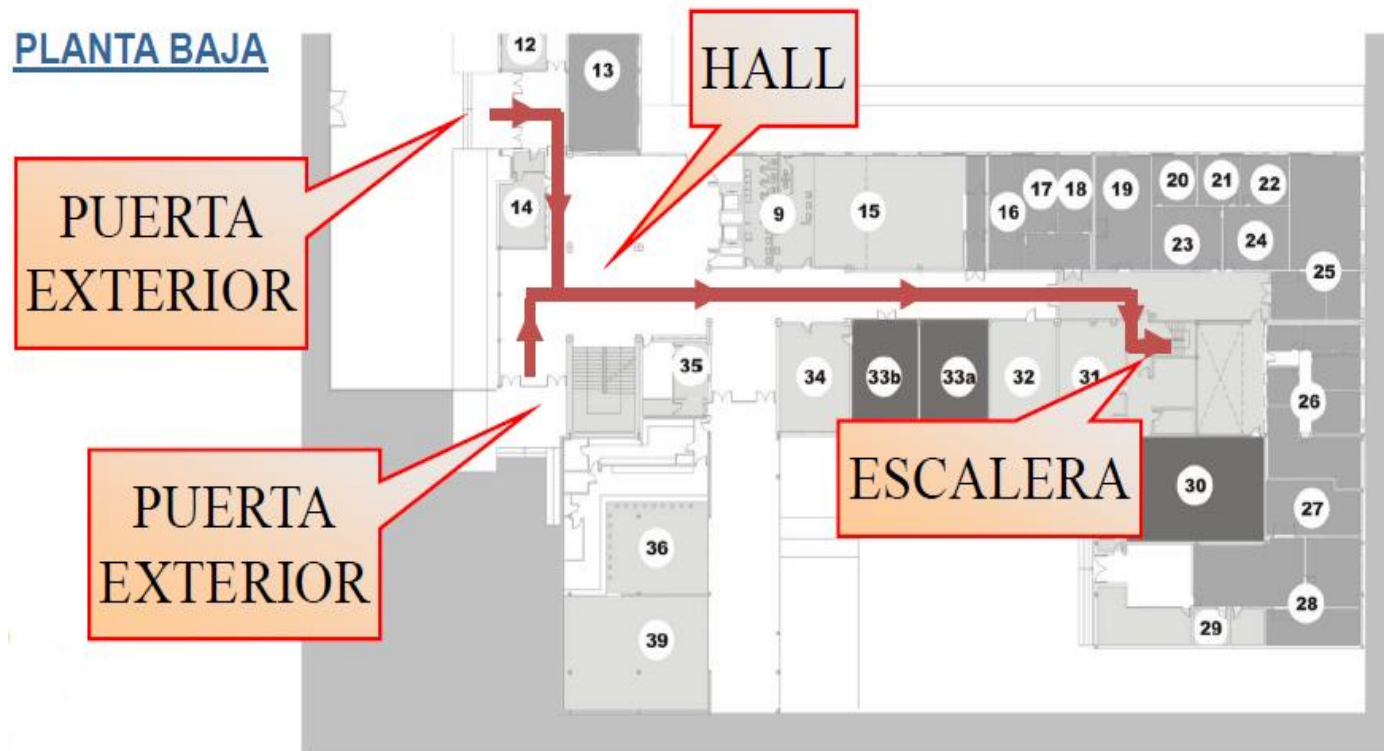 PLANTA BAJA
12
13
HALL
PUERTA
EXTERIOR
14
9
15
16
17
18
19
20
21
22
23
24
25
35
34
33b
33a
32
31
26
PUERTA
EXTERIOR
ESCALERA
30
27
36
28
29
39